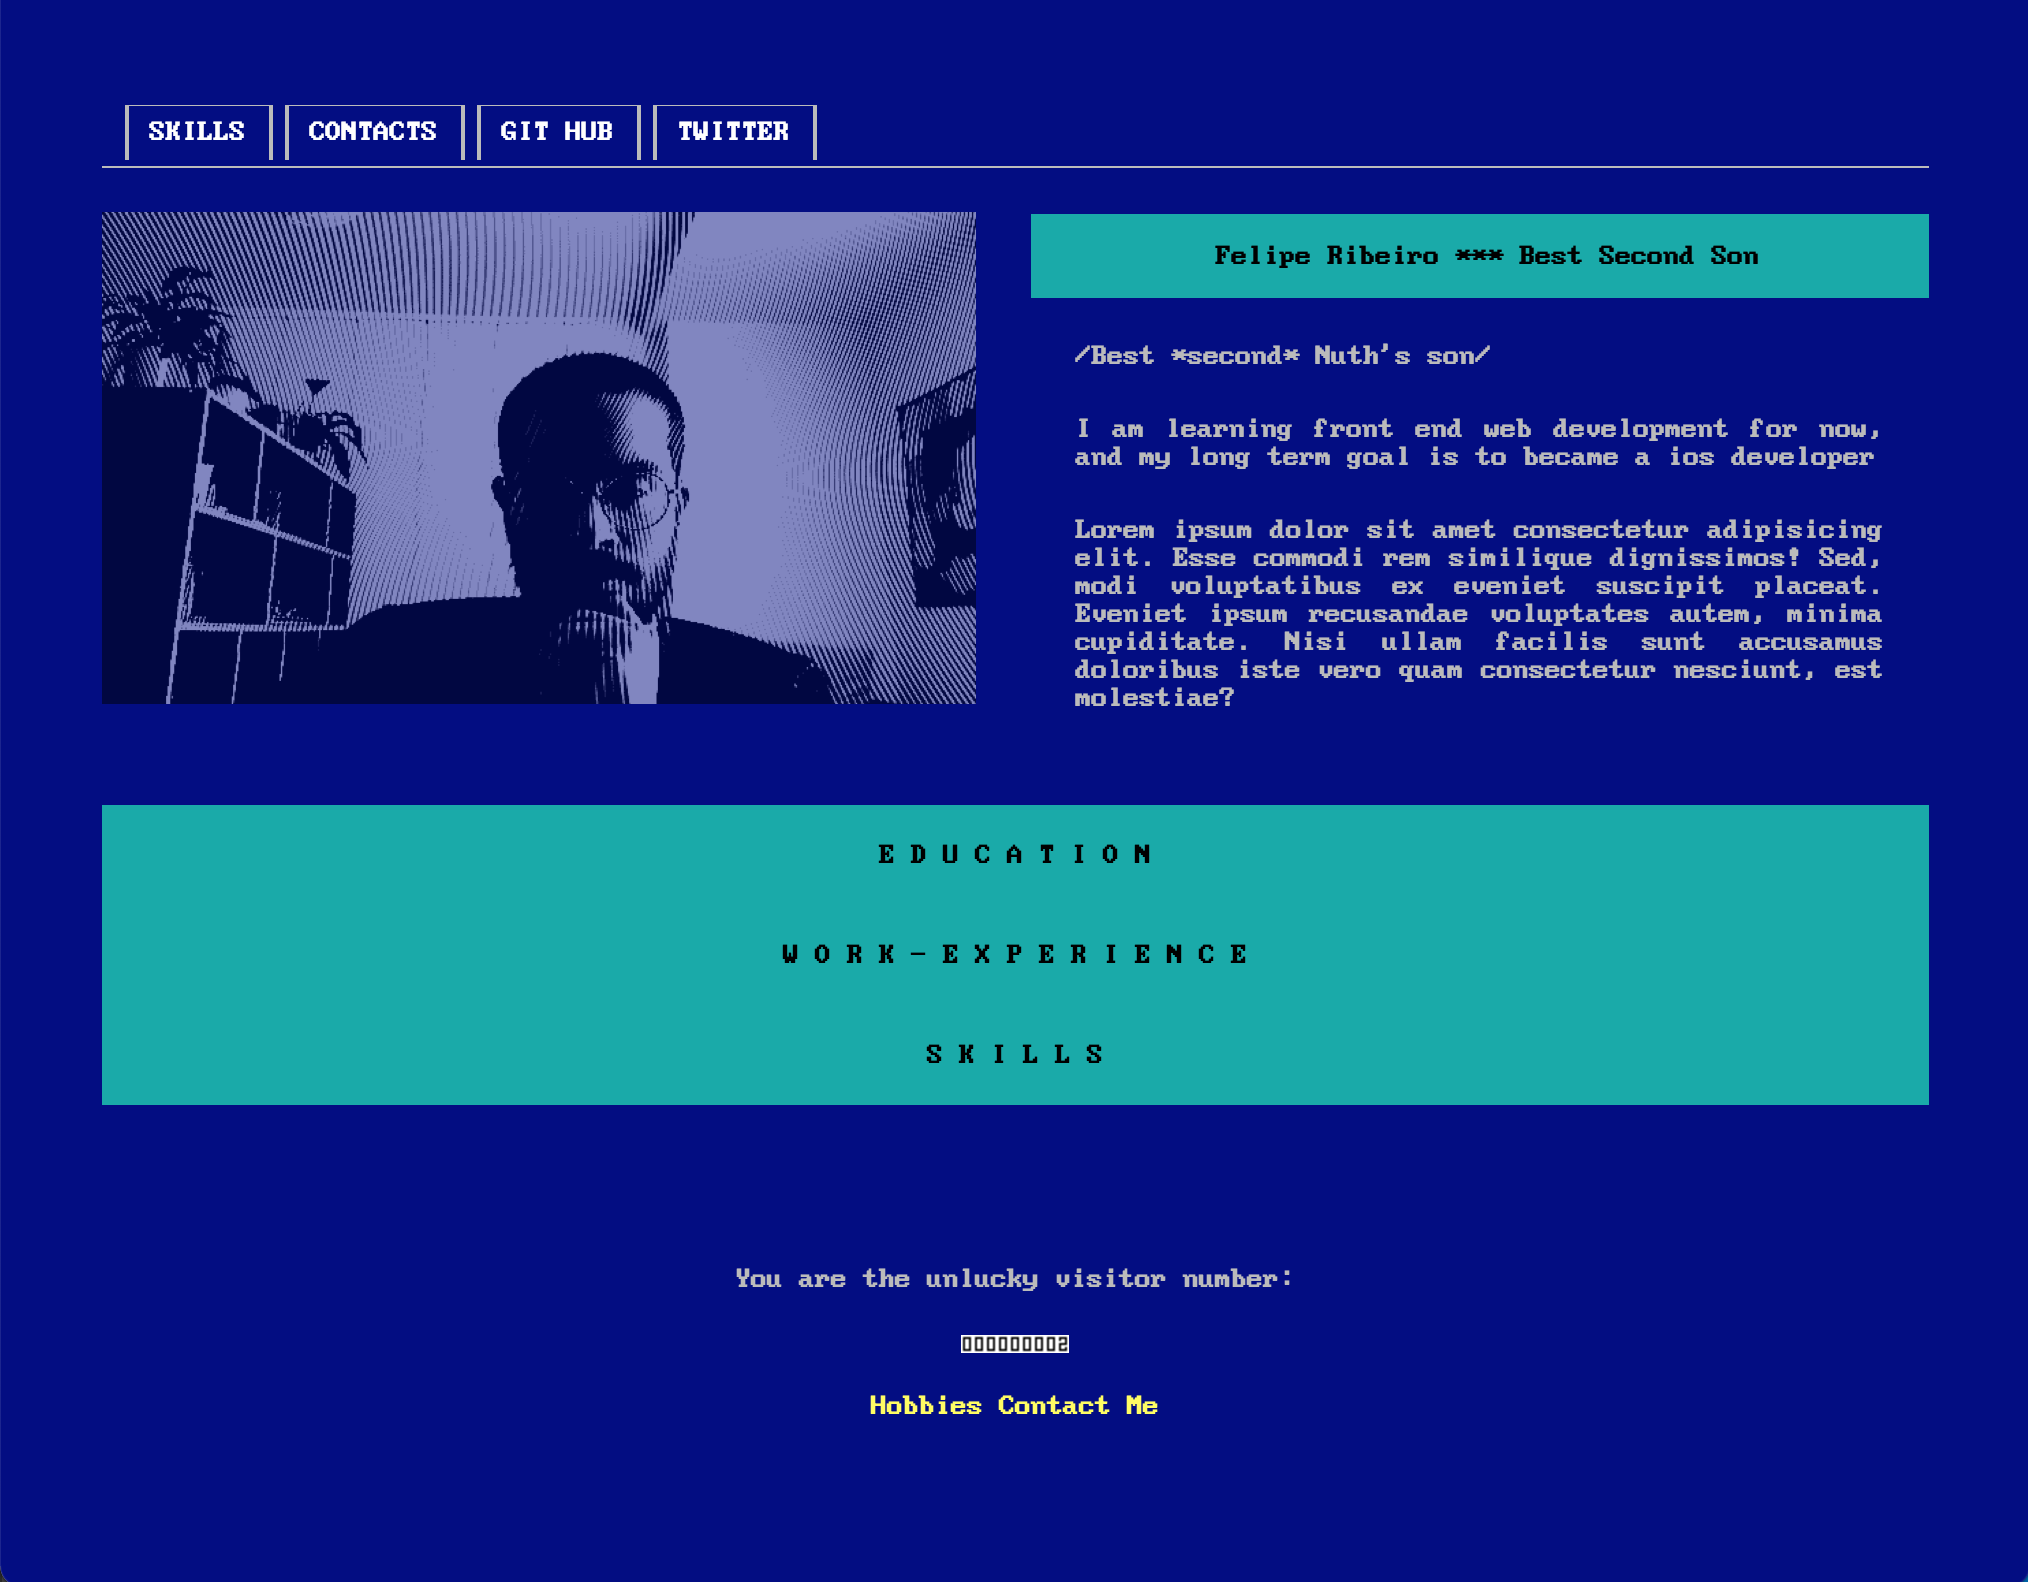 SKILLS CONTACTS GIT HUB TWITTER
Felipe Ribeiro *** Best Second Son
/Best *second* Nuth's son/
I am learning front end web development for now,
and my long term goal is to became a ios developer
Lorem ipsum dolor sit amet consectetur adipisicing
elit. Esse commodi rem similique dignissimos! Sed,
modi voluptatibus ex eveniet suscipit placeat.
Eveniet ipsum recusandae voluptates autem, minima
cupiditate. Nisi ullam facilis sunt accusamus
doloribus iste vero quam consectetur nesciunt, est
molestiae?
EDUCATION
WORK-EXPERIENCE
SKILLS
You are the unlucky visitor number:
000000002
Hobbies Contact Me